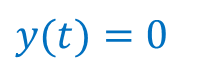 y(t) = 0